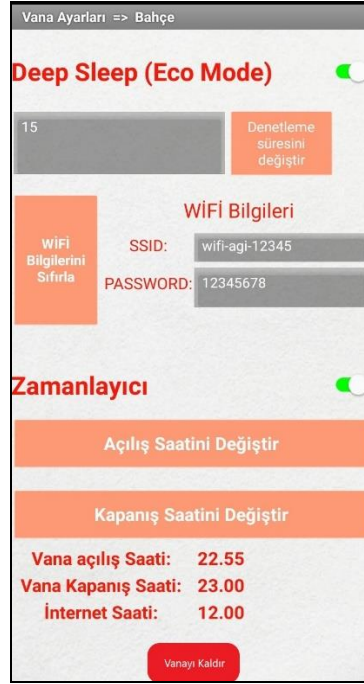 Vana Ayarları => Bahçe
Deep Sleep (Eco Mode)
15
Denetleme
süresini
değiştir
WİFİ Bilgileri
WİFİ
Bilgilerini
Sıfırla
SSID: wifi-agi-12345
PASSWORD: 12345678
Zamanlayıcı
Açılış Saatini Değiştir
Kapanış Saatini Değiştir
Vana açılış Saati: 22.55
Vana Kapanış Saati: 23.00
İnternet Saati: 12.00
Vanayı Kaldır